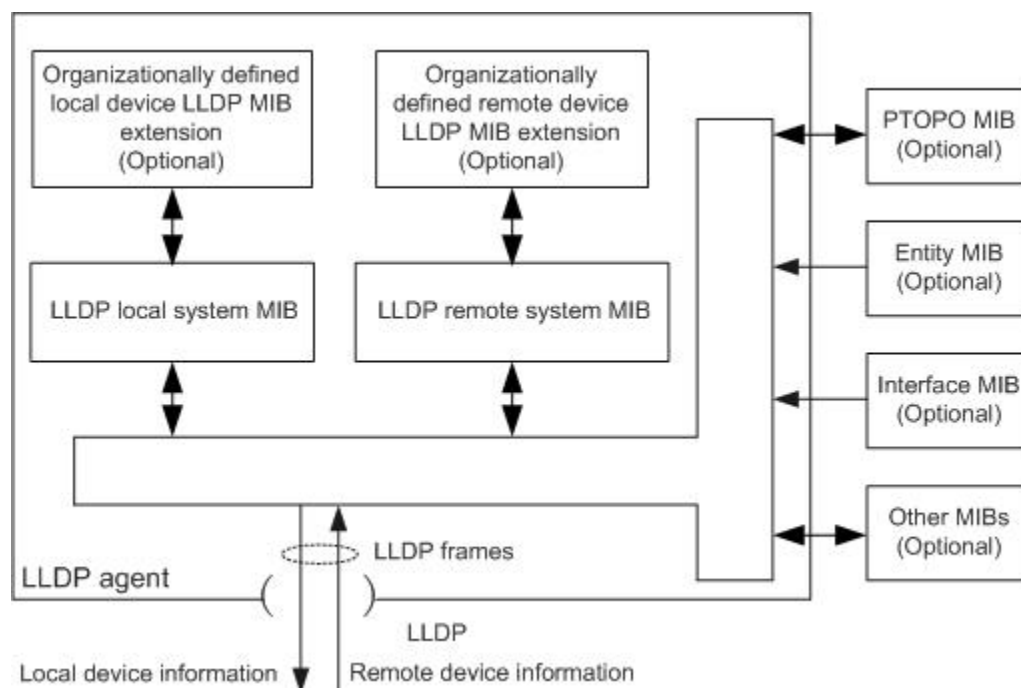 Organizationally defined
local device LLDP MIB
extension
(Optional)
Organizationally
defined remote device
LLDP MIB extension
(Optional)
PTOPO MIB
(Optional)
Entity MIB
(Optional)
LLDP local system MIB
LLDP remote system MIB
Interface MIB
(Optional)
Other MIBs
(Optional)
LLDP frames
LLDP agent
LLDP
Local device information
Remote device information